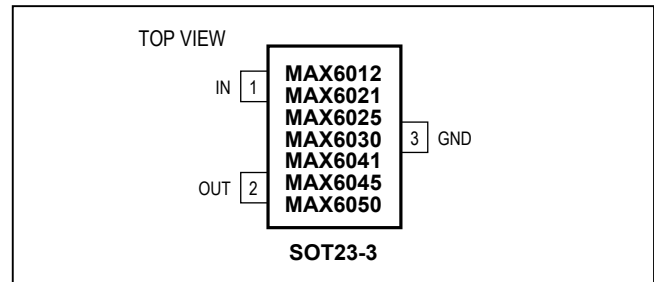 TOP VIEW
IN 1
OUT 2
MAX6012
MAX6021
MAX6025
MAX6030
MAX6041
MAX6045
MAX6050
3 GND
SOT23-3